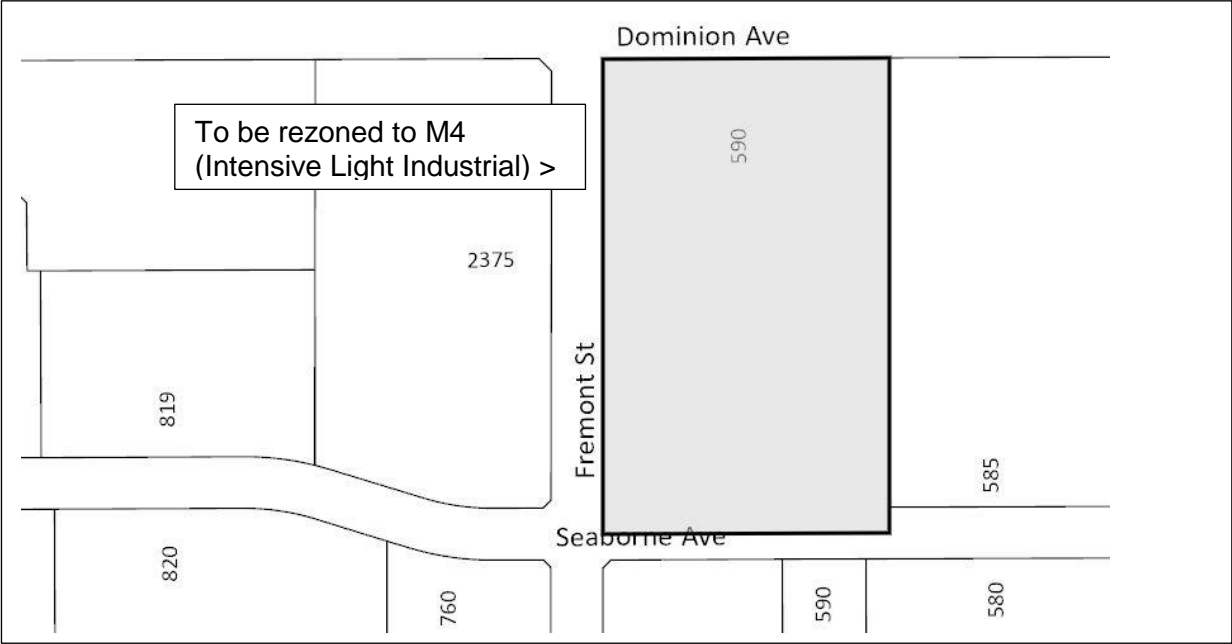 Dominion Ave
To be rezoned to M4
(Intensive Light Industrial) >
590
2375
Fremont St
819
585
Seaborne Ave
820
760
590
580